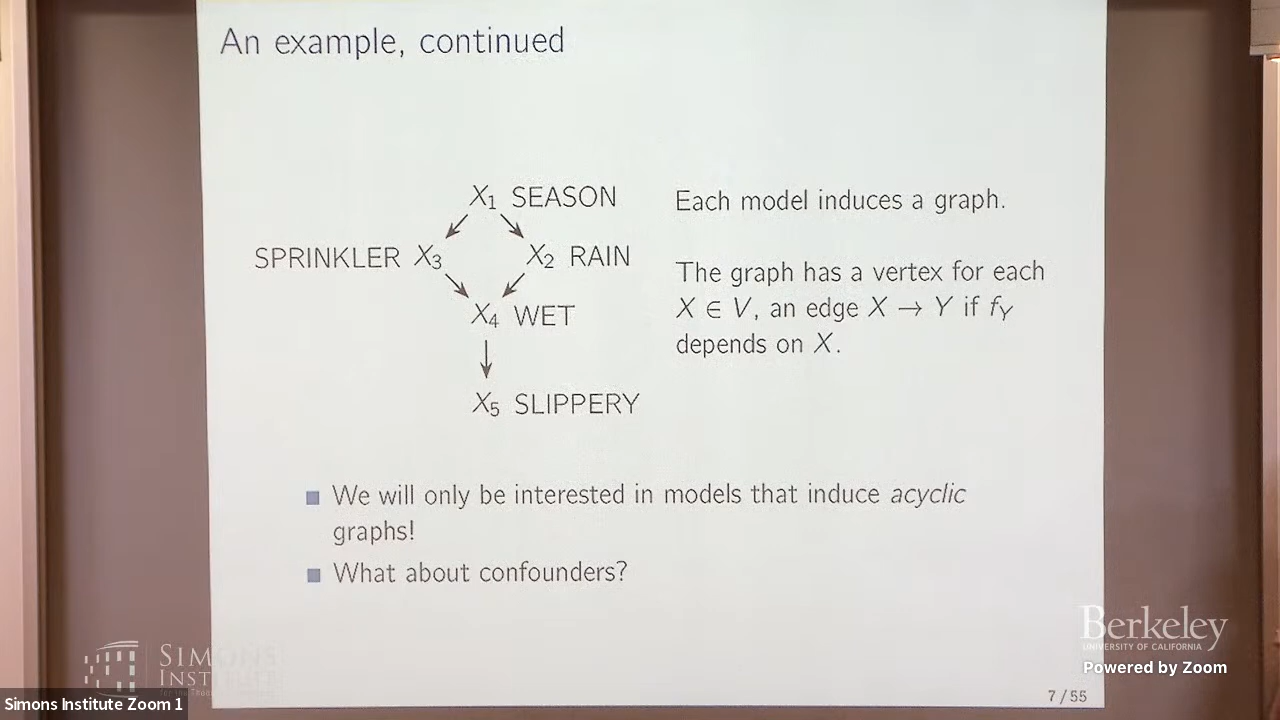 An example, continued
X₁ SEASON
SPRINKLER X₃
X₂ RAIN
X₄ WET
X₅ SLIPPERY
Each model induces a graph.
The graph has a vertex for each
X ∈ V, an edge X → Y if f_Y
depends on X.
We will only be interested in models that induce acyclic
graphs!
What about confounders?
Berkeley
UNIVERSITY OF CALIFORNIA
Powered by Zoom
SIMONS
INSTITUTE
7 / 55
Simons Institute Zoom 1